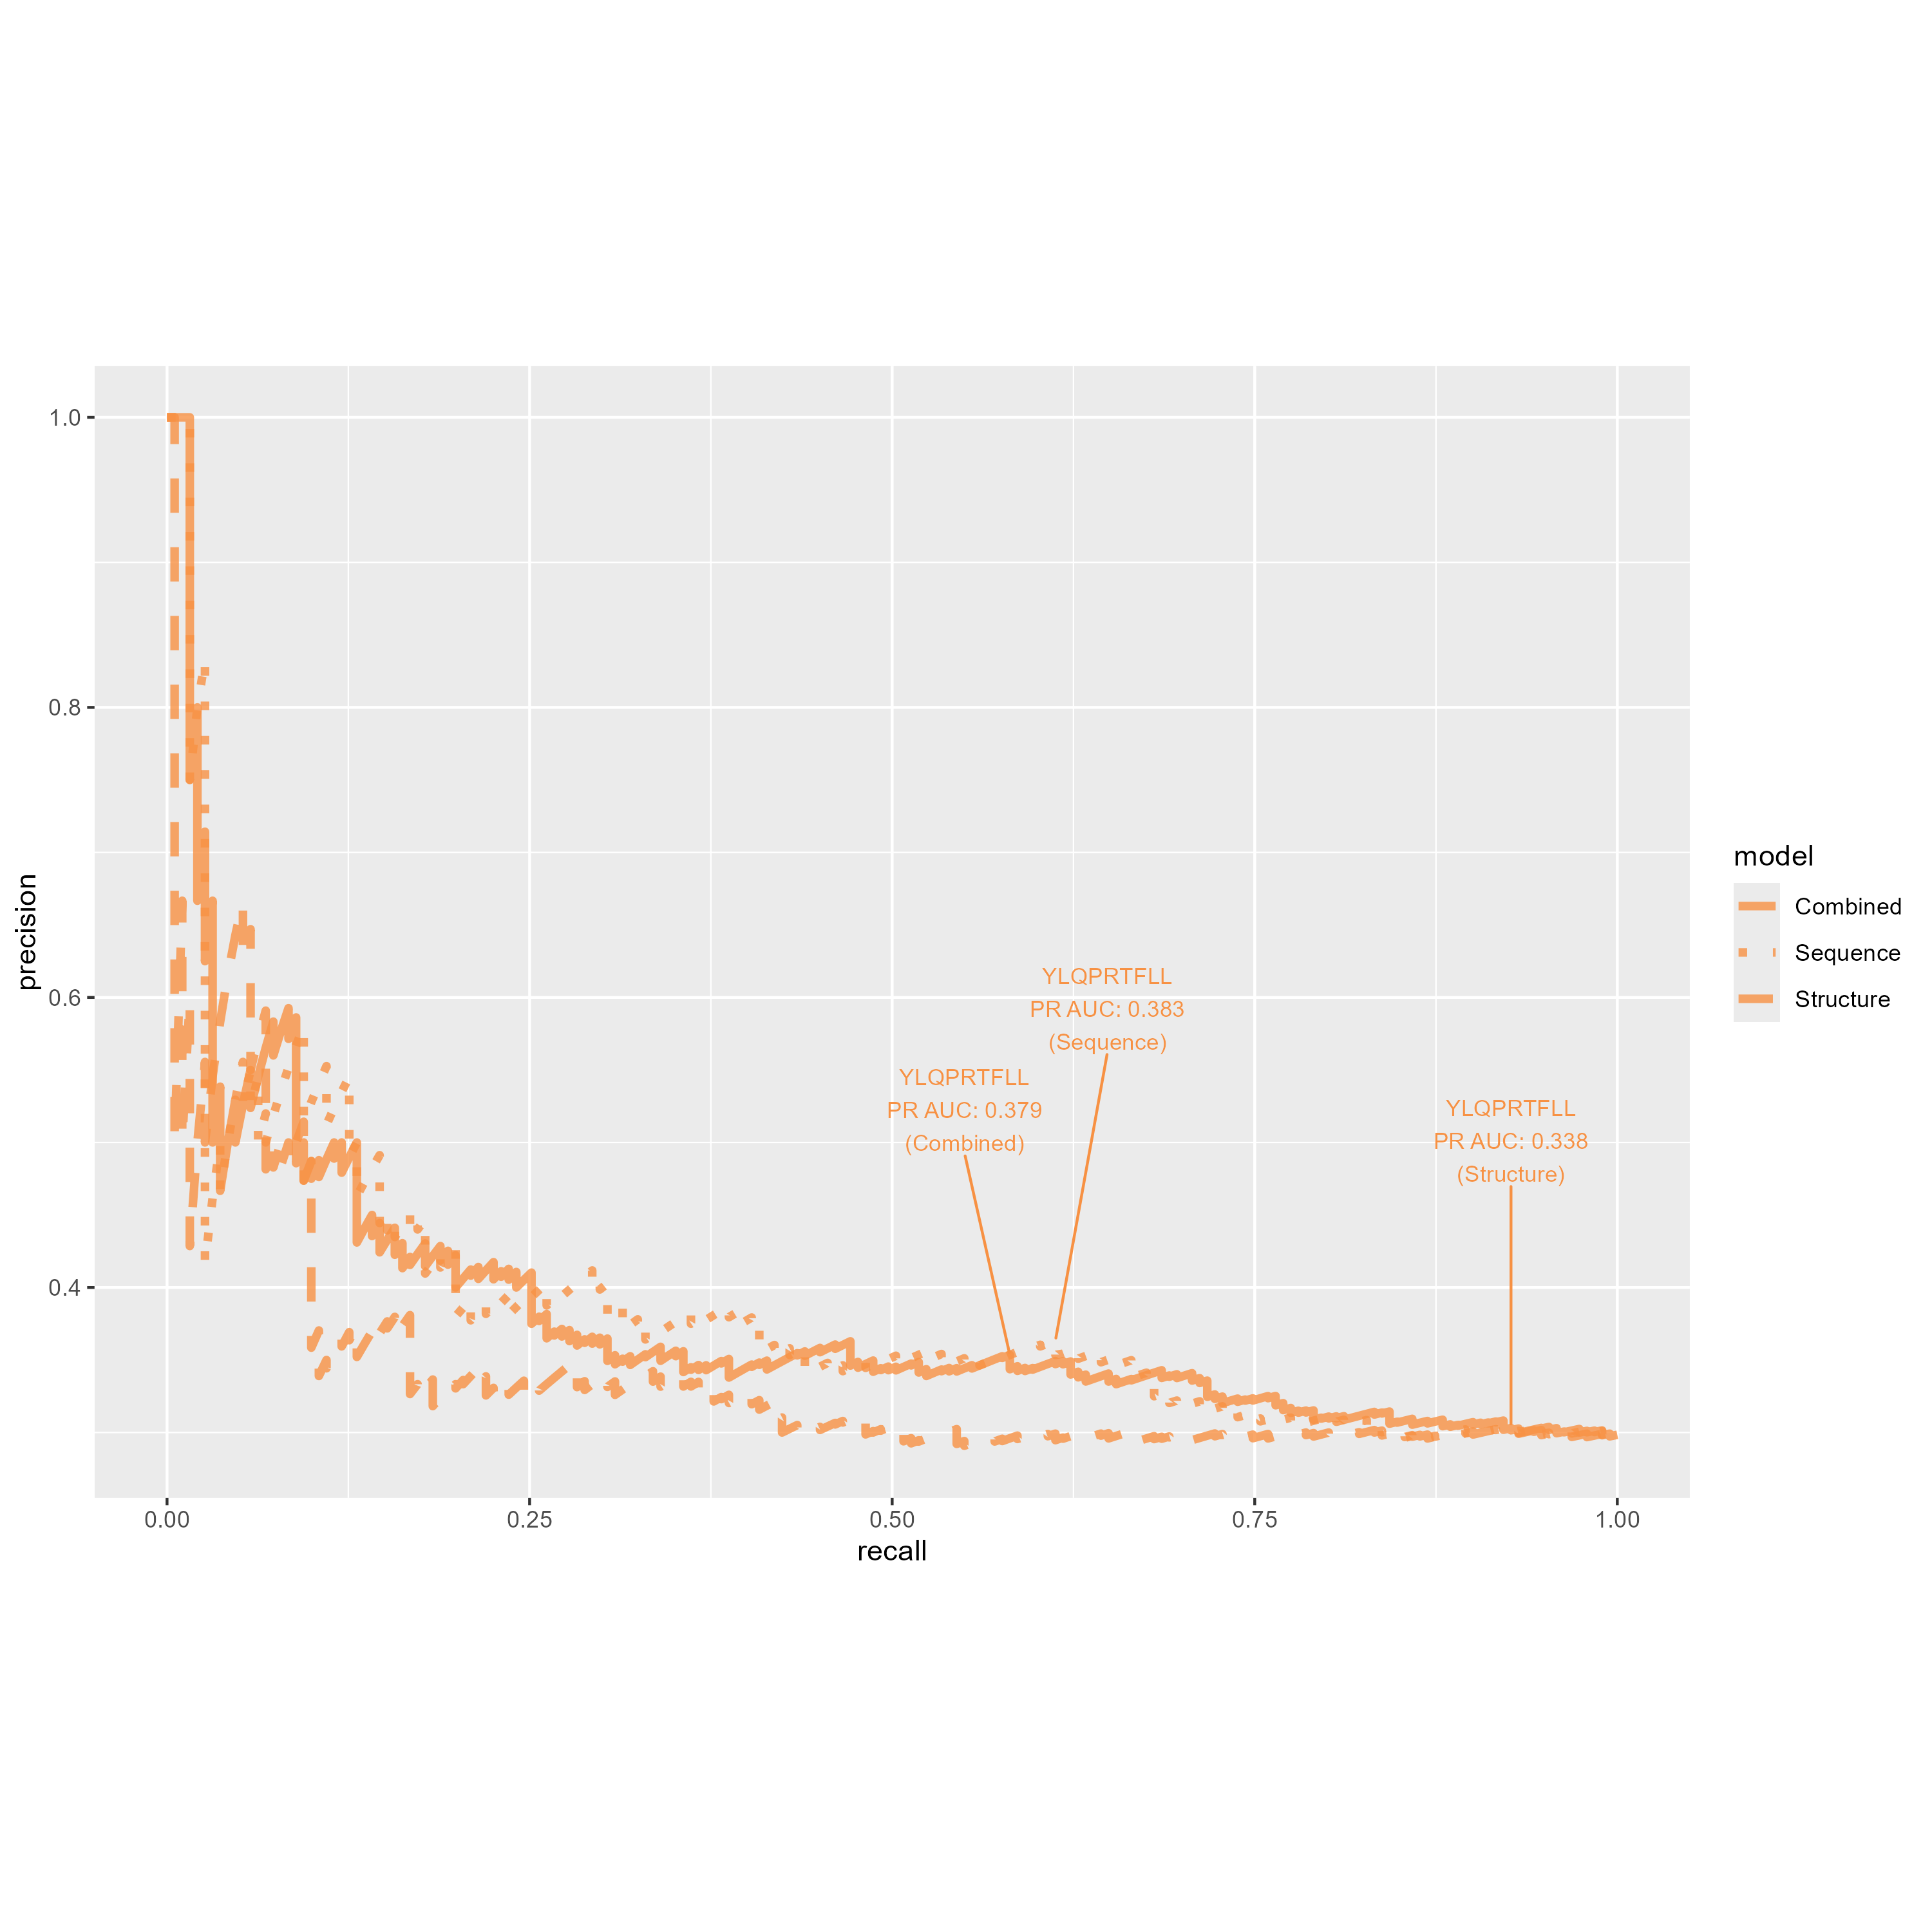 precision
1.0
0.8
0.6
0.4
YLQPRTFLL
PR AUC: 0.383
(Sequence)
YLQPRTFLL
PR AUC: 0.379
(Combined)
YLQPRTFLL
PR AUC: 0.338
(Structure)
0.00
0.25
0.50
0.75
1.00
recall
model
Combined
Sequence
Structure